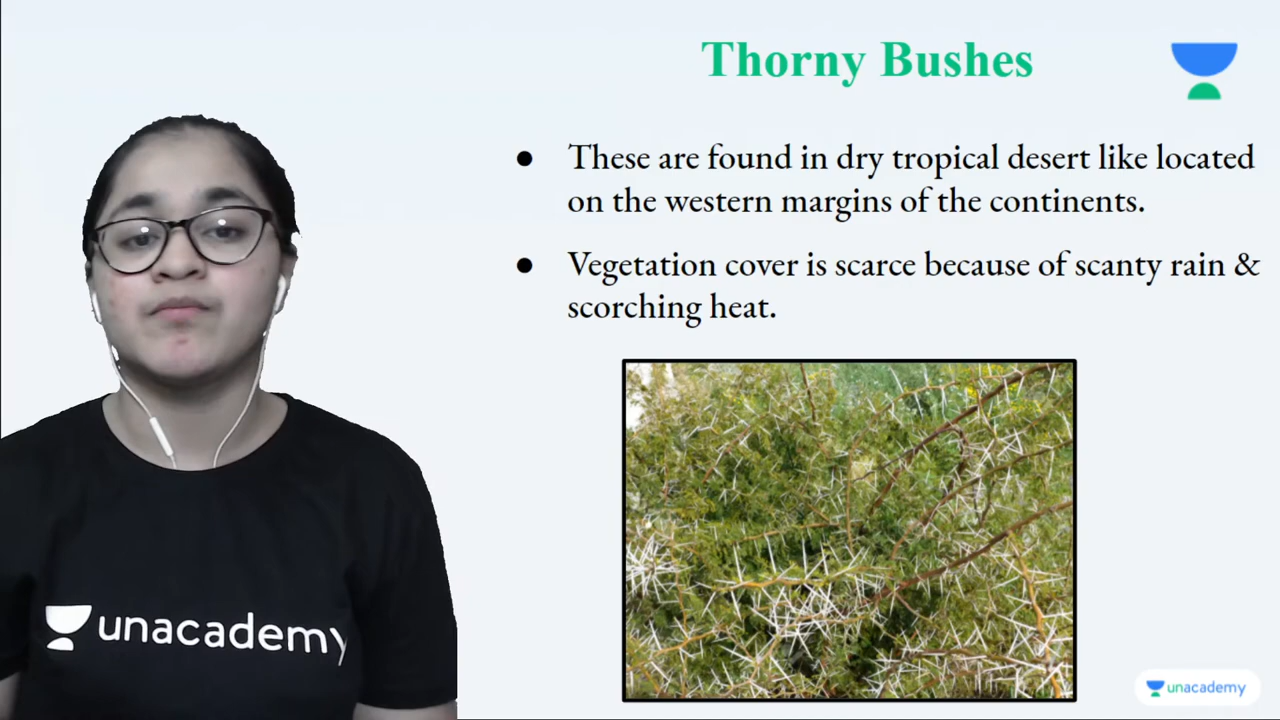 Thorny Bushes
● These are found in dry tropical desert like located
on the western margins of the continents.
● Vegetation cover is scarce because of scanty rain &
scorching heat.
unacademy
unacademy